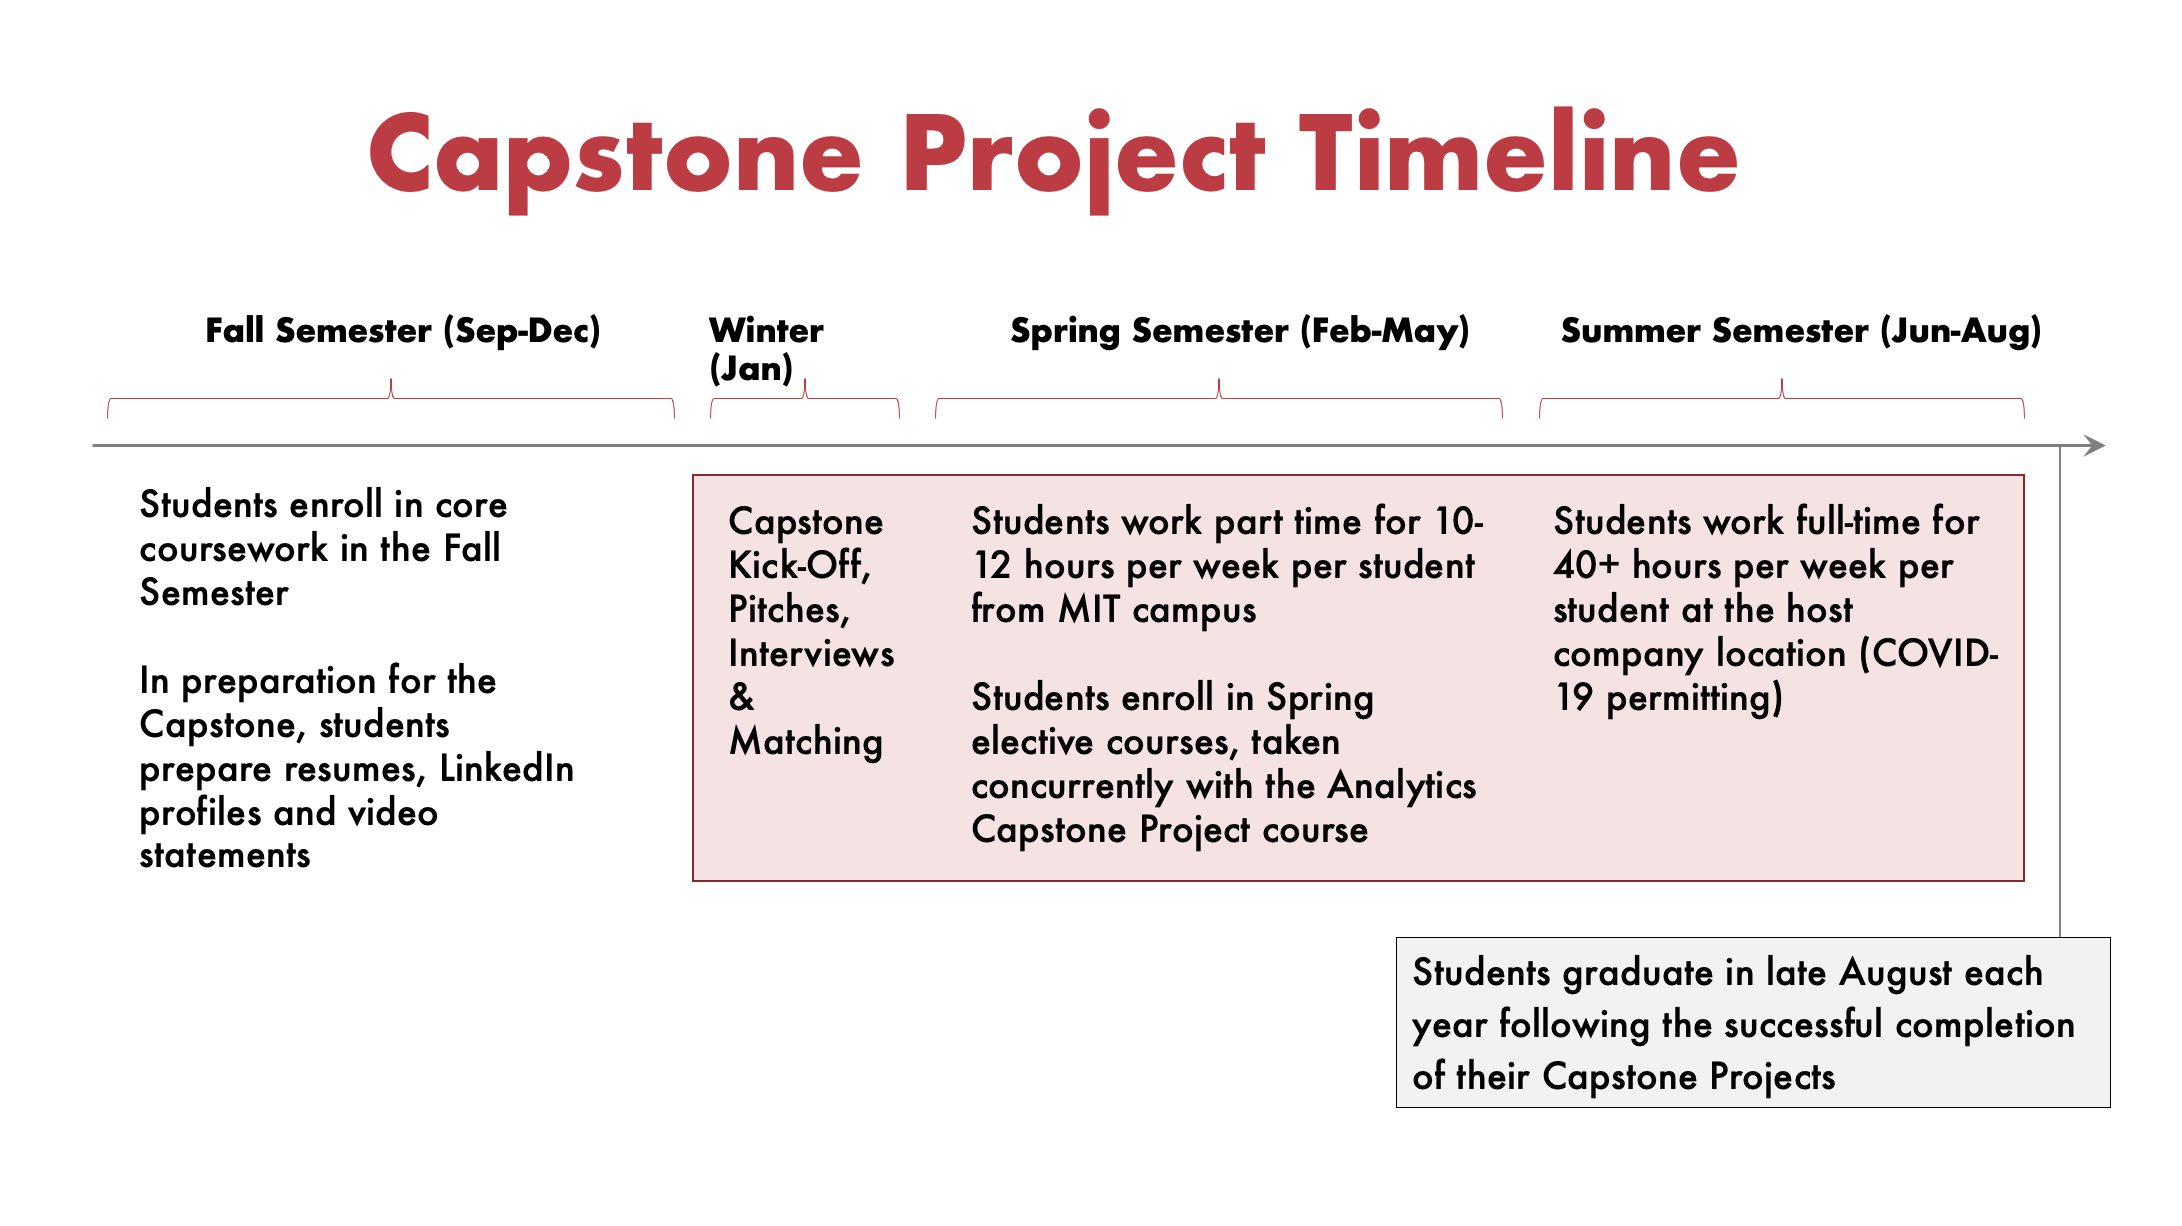 Capstone Project Timeline
Fall Semester (Sep-Dec)
Winter
(Jan)
Spring Semester (Feb-May)
Summer Semester (Jun-Aug)
Students enroll in core
coursework in the Fall
Semester
In preparation for the
Capstone, students
prepare resumes, LinkedIn
profiles and video
statements
Capstone
Kick-Off,
Pitches,
Interviews
&
Matching
Students work part time for 10-
12 hours per week per student
from MIT campus
Students enroll in Spring
elective courses, taken
concurrently with the Analytics
Capstone Project course
Students work full-time for
40+ hours per week per
student at the host
company location (COVID-
19 permitting)
Students graduate in late August each
year following the successful completion
of their Capstone Projects